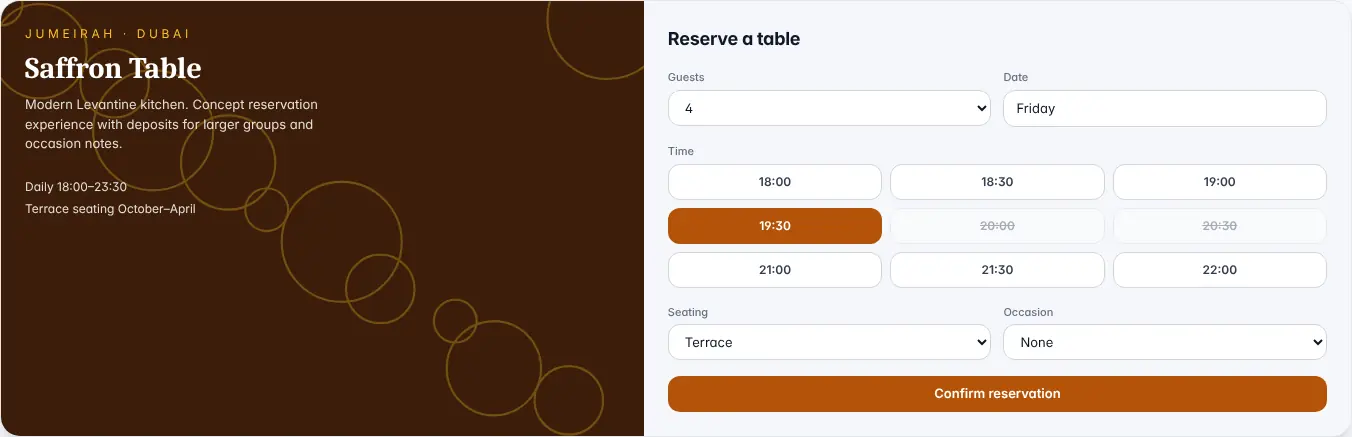 JUMEIRAH · DUBAI
Saffron Table
Modern Levantine kitchen. Concept reservation
experience with deposits for larger groups and
occasion notes.
Daily 18:00–23:30
Terrace seating October–April
Reserve a table
Guests Date
4 Friday
Time
18:00 18:30 19:00
19:30 20:00 20:30
21:00 21:30 22:00
Seating Occasion
Terrace None
Confirm reservation